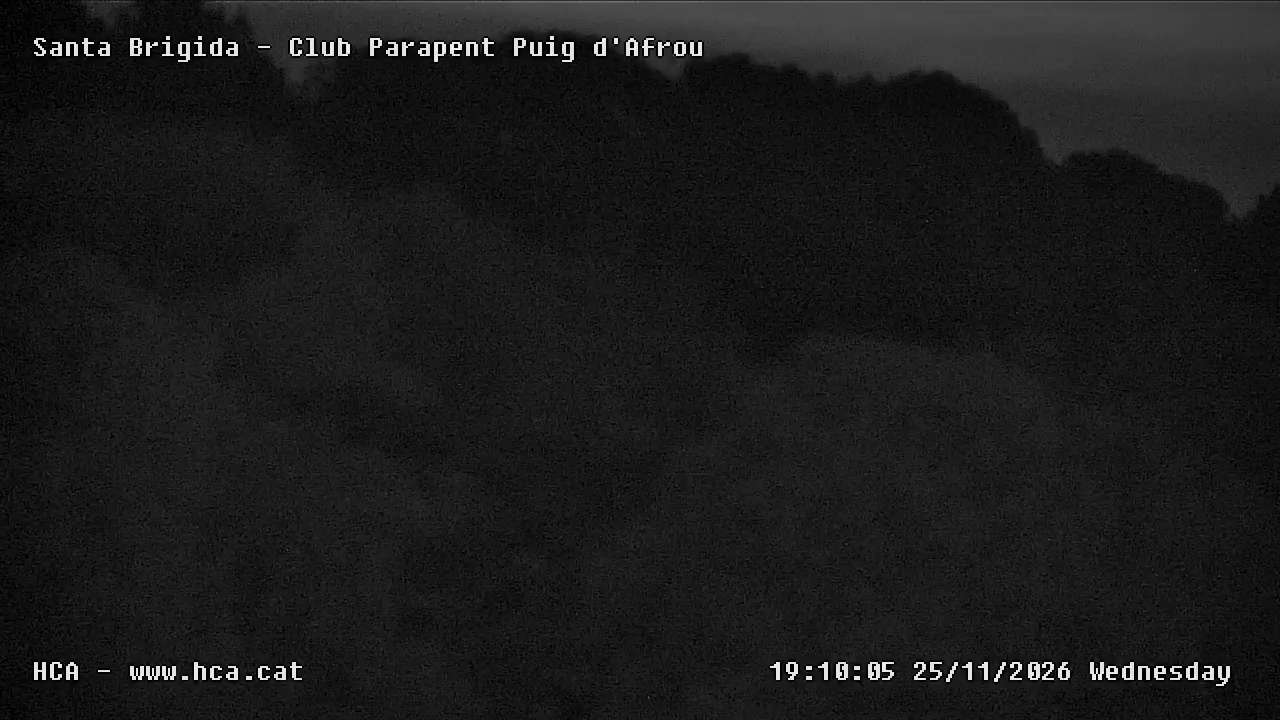 Santa Brigida - Club Parapent Puig d'Afrou
HCA - www.hca.cat
19:10:05 25/11/2026 Wednesday